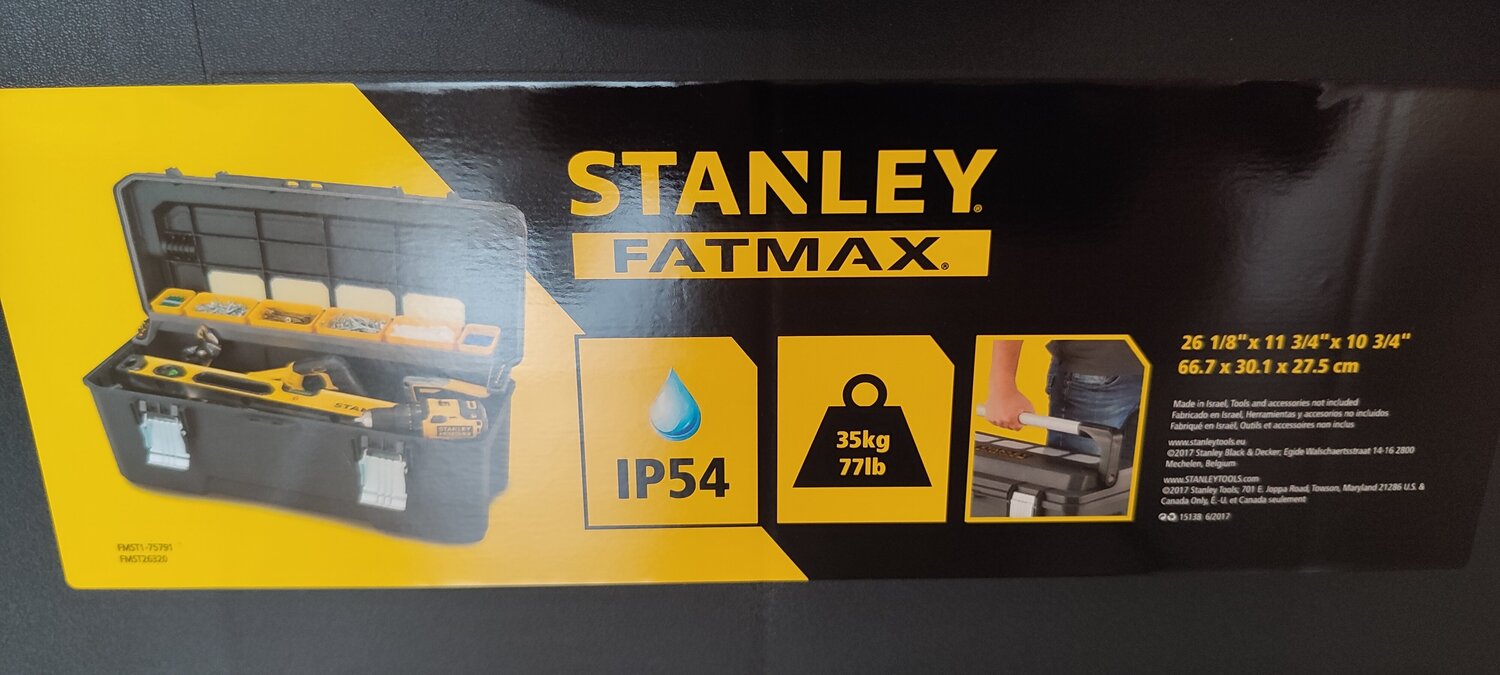 STANLEY®
FATMAX®
STANLEY
STANLEY
IP54
35kg
77lb
26 1/8" x 11 3/4" x 10 3/4"
66.7 x 30.1 x 27.5 cm
Made in Israel, Tools and accessories not included
Fabricado en Israel, Herramientas y accesorios no incluidos
Fabriqué en Israël, Outils et accessoires non inclus
www.stanleytools.eu
©2017 Stanley Black & Decker; Egide Walschaertsstraat 14-16 2800
Mechelen, Belgium
www.STANLEYTOOLS.com
©2017 Stanley Tools; 701 E. Joppa Road, Towson, Maryland 21286 U.S. &
Canada Only, É.-U. et Canada seulement
15138 6/2017
FMST1-75791
FMST26320